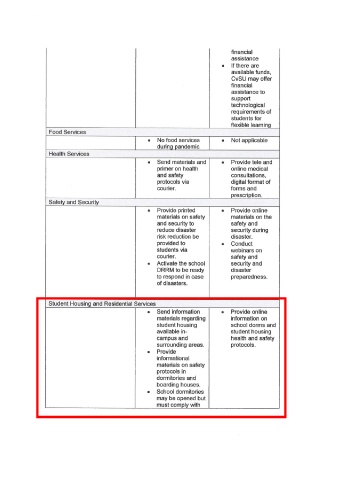 financial
assistance
• If there are
available funds,
CvSU may offer
financial
assistance to
support
technological
requirements of
students for
flexible learning
Food Services
• No food services
during pandemic
• Not applicable
Health Services
• Send materials and
primer on health
and safety
protocols via
courier.
• Provide tele and
online medical
consultations,
digital format of
forms and
prescription.
Safety and Security
• Provide printed
materials on safety
and security to
reduce disaster
risk reduction be
provided to
students via
courier.
• Activate the school
DRRM to be ready
to respond in case
of disasters.
• Provide online
materials on the
safety and
security during
disaster.
• Conduct
webinars on
safety and
security and
disaster
preparedness.
Student Housing and Residential Services
• Send information
materials regarding
student housing
available in-
campus and
surrounding areas.
• Provide
informational
materials on safety
protocols in
dormitories and
boarding houses.
• School dormitories
may be opened but
must comply with
• Provide online
information on
school dorms and
student housing
health and safety
protocols.